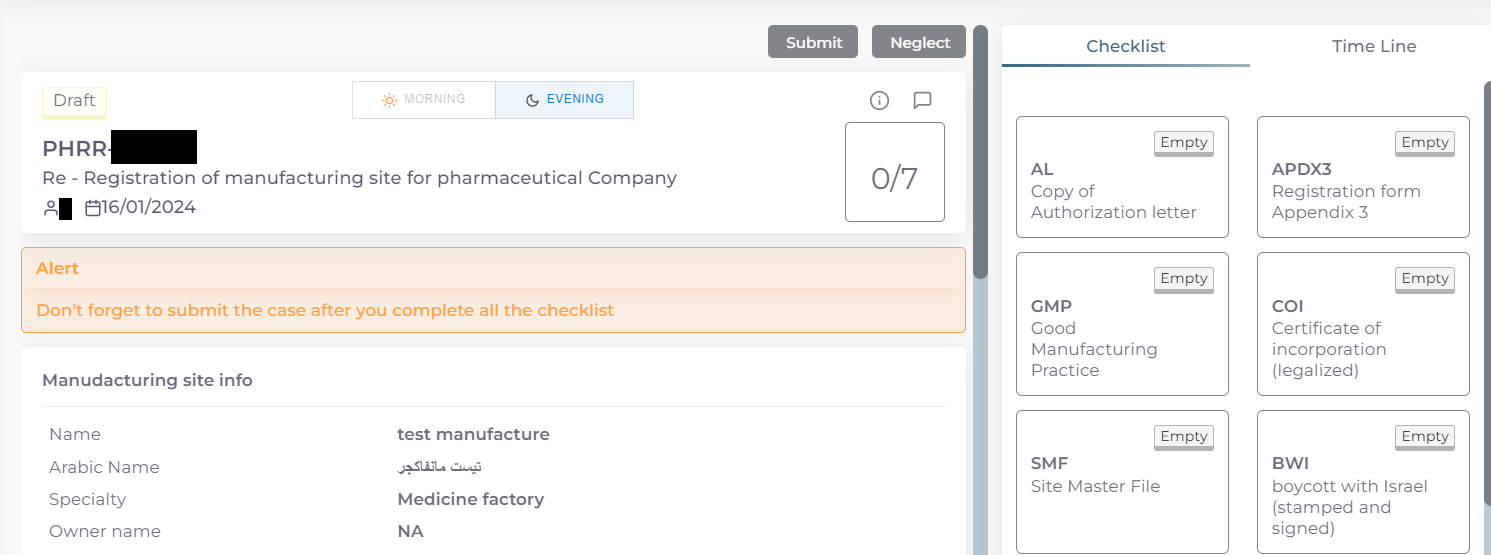 Submit
Neglect
Draft
MORNING
EVENING
PHRR-
Re - Registration of manufacturing site for pharmaceutical Company
16/01/2024
0/7
Alert
Don't forget to submit the case after you complete all the checklist
Manudacturing site info
Name test manufacture
Arabic Name تيست مانفاكجر
Specialty Medicine factory
Owner name NA
Checklist
Time Line
Empty
AL
Copy of
Authorization letter
Empty
APDX3
Registration form
Appendix 3
Empty
GMP
Good
Manufacturing
Practice
Empty
COI
Certificate of
incorporation
(legalized)
Empty
SMF
Site Master File
Empty
BWI
boycott with Israel
(stamped and
signed)